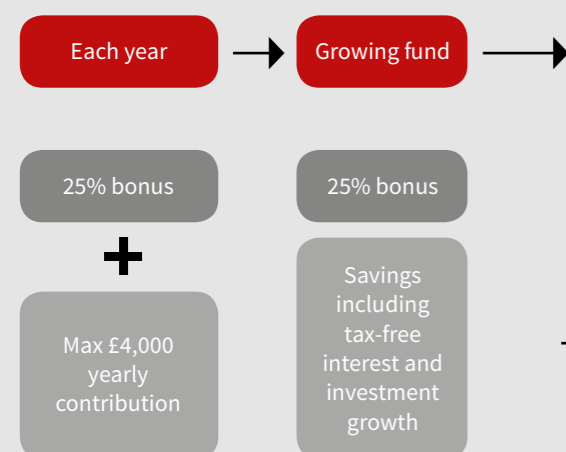 Each year
Growing fund
25% bonus
25% bonus
Max £4,000
yearly
contribution
Savings
including
tax-free
interest and
investment
growth